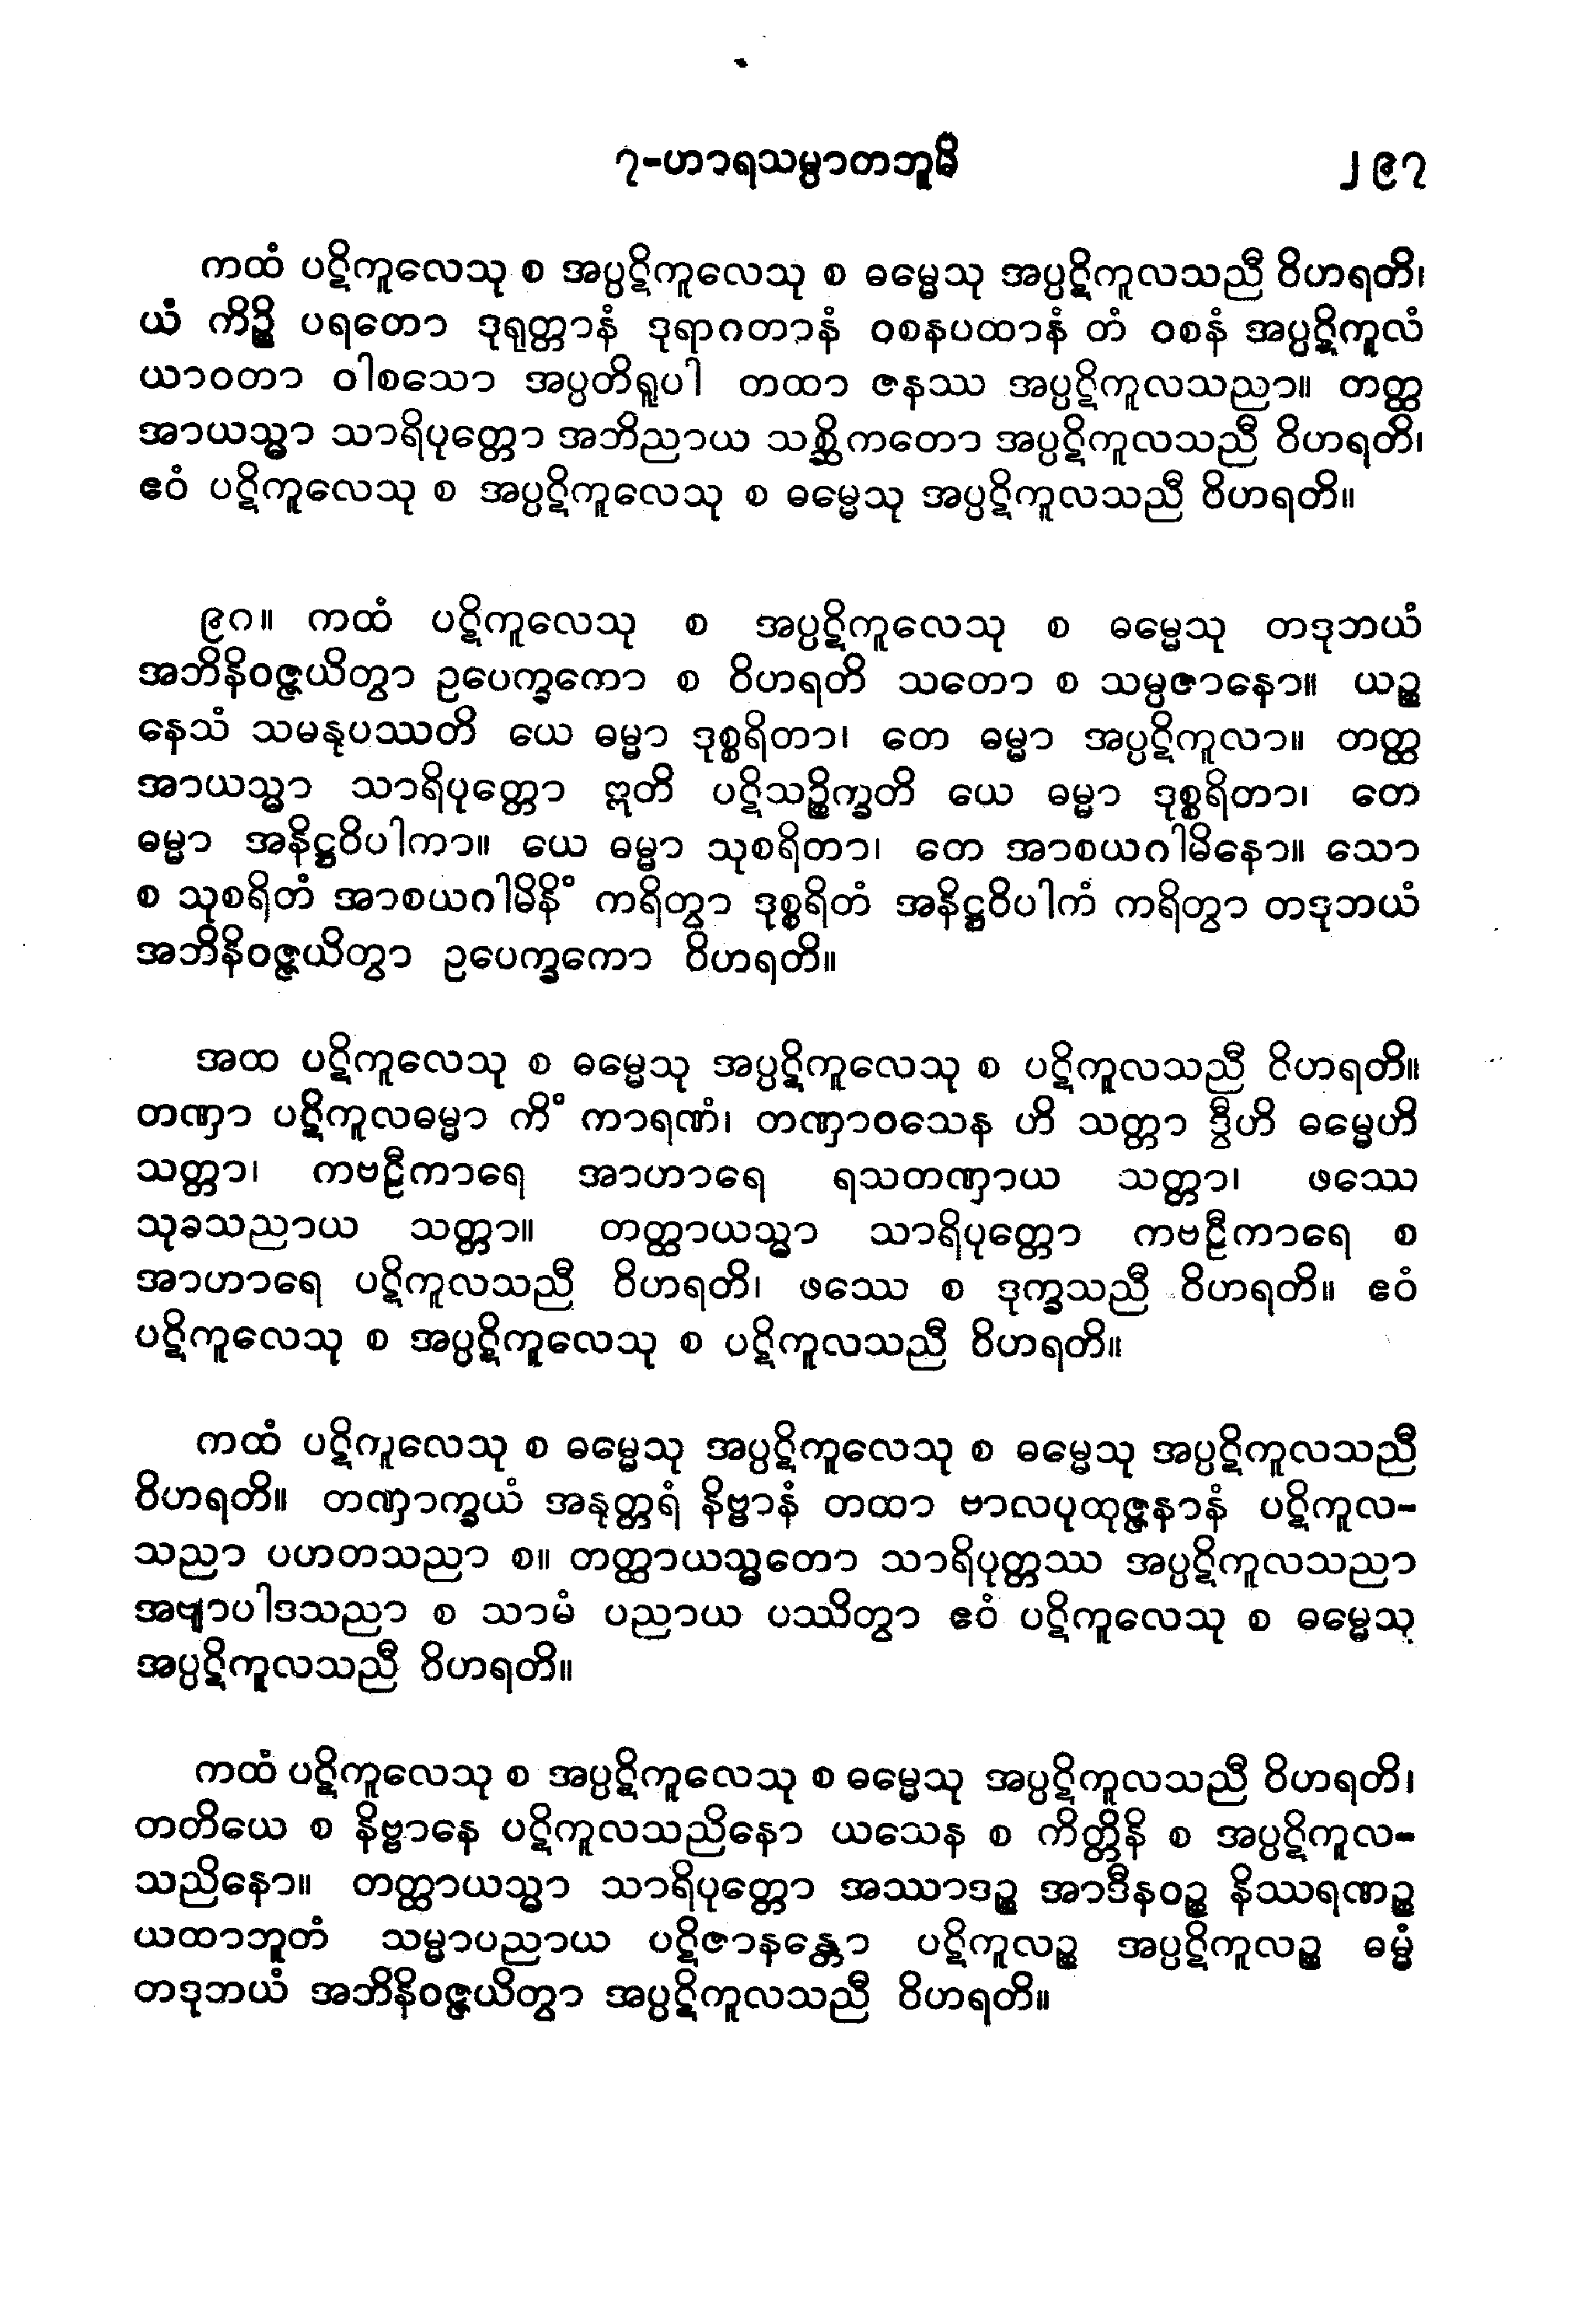 ၇-ဟာရသမ္ပာတဘူမိ ၂၉၇
ကထံ ပဋိကူလေသု စ အပ္ပဋိကူလေသု စ ဓမ္မေသု အပ္ပဋိကူလသညီ ဝိဟရတိ၊
ယံ ကိဉ္စိ ပရတော ဒုရုတ္တာနံ ဒုရာဂတာနံ ဝစနပထာနံ တံ ဝစနံ အပ္ပဋိကူလံ
ယာဝတာ ဝါစသော အပ္ပတိရူပါ တထာ ဇနဿ အပ္ပဋိကူလသညာ။ တတ္ထ
အာယသ္မာ သာရိပုတ္တော အဘိညာယ သစ္ဆိကတော အပ္ပဋိကူလသညီ ဝိဟရတိ၊
ဧဝံ ပဋိကူလေသု စ အပ္ပဋိကူလေသု စ ဓမ္မေသု အပ္ပဋိကူလသညီ ဝိဟရတိ။
၉၀။ ကထံ ပဋိကူလေသု စ အပ္ပဋိကူလေသု စ ဓမ္မေသု တဒုဘယံ
အဘိနိဝဇ္ဇယိတွာ ဥပေက္ခကော စ ဝိဟရတိ သတော စ သမ္ပဇာနော။ ယဉ္စ
နေသံ သမနုပဿတိ ယေ ဓမ္မာ ဒုစ္စရိတာ၊ တေ ဓမ္မာ အပ္ပဋိကူလာ။ တတ္ထ
အာယသ္မာ သာရိပုတ္တော ဣတိ ပဋိသဉ္စိက္ခတိ ယေ ဓမ္မာ ဒုစ္စရိတာ၊ တေ
ဓမ္မာ အနိဋ္ဌဝိပါကာ။ ယေ ဓမ္မာ သုစရိတာ၊ တေ အာစယဂါမိနော။ သော
စ သုစရိတံ အာစယဂါမိနိံ ကရိတွာ ဒုစ္စရိတံ အနိဋ္ဌဝိပါကံ ကရိတွာ တဒုဘယံ
အဘိနိဝဇ္ဇယိတွာ ဥပေက္ခကော ဝိဟရတိ။
အထ ပဋိကူလေသု စ ဓမ္မေသု အပ္ပဋိကူလေသု စ ပဋိကူလသညီ ဝိဟရတိ။
တဏှာ ပဋိကူလဓမ္မာ ကိံ ကာရဏံ၊ တဏှာဝသေန ဟိ သတ္တာ ဒွီဟိ ဓမ္မေဟိ
သတ္တာ၊ ကဗဠီကာရေ အာဟာရေ ရသတဏှာယ သတ္တာ၊ ဖဿေ
သုခသညာယ သတ္တာ။ တတ္ထာယသ္မာ သာရိပုတ္တော ကဗဠီကာရေ စ
အာဟာရေ ပဋိကူလသညီ ဝိဟရတိ၊ ဖဿေ စ ဒုက္ခသညီ ဝိဟရတိ။ ဧဝံ
ပဋိကူလေသု စ အပ္ပဋိကူလေသု စ ပဋိကူလသညီ ဝိဟရတိ။
ကထံ ပဋိကူလေသု စ ဓမ္မေသု အပ္ပဋိကူလေသု စ ဓမ္မေသု အပ္ပဋိကူလသညီ
ဝိဟရတိ။ တဏှာက္ခယံ အနုတ္တရံ နိဗ္ဗာနံ တထာ ဗာလပုထုဇ္ဇနာနံ ပဋိကူလ-
သညာ ပဟတသညာ စ။ တတ္ထာယသ္မတော သာရိပုတ္တဿ အပ္ပဋိကူလသညာ
အဗျာပါဒသညာ စ သာမံ ပညာယ ပဿိတွာ ဧဝံ ပဋိကူလေသု စ ဓမ္မေသု
အပ္ပဋိကူလသညီ ဝိဟရတိ။
ကထံ ပဋိကူလေသု စ အပ္ပဋိကူလေသု စ ဓမ္မေသု အပ္ပဋိကူလသညီ ဝိဟရတိ၊
တတိယေ စ နိဗ္ဗာနေ ပဋိကူလသညိနော ယသေန စ ကိတ္တိနိ စ အပ္ပဋိကူလ-
သညိနော။ တတ္ထာယသ္မာ သာရိပုတ္တော အဿာဒဉ္စ အာဒီနဝဉ္စ နိဿရဏဉ္စ
ယထာဘူတံ သမ္မာပညာယ ပဋိဇာနန္တော ပဋိကူလဉ္စ အပ္ပဋိကူလဉ္စ ဓမ္မံ
တဒုဘယံ အဘိနိဝဇ္ဇယိတွာ အပ္ပဋိကူလသညီ ဝိဟရတိ။